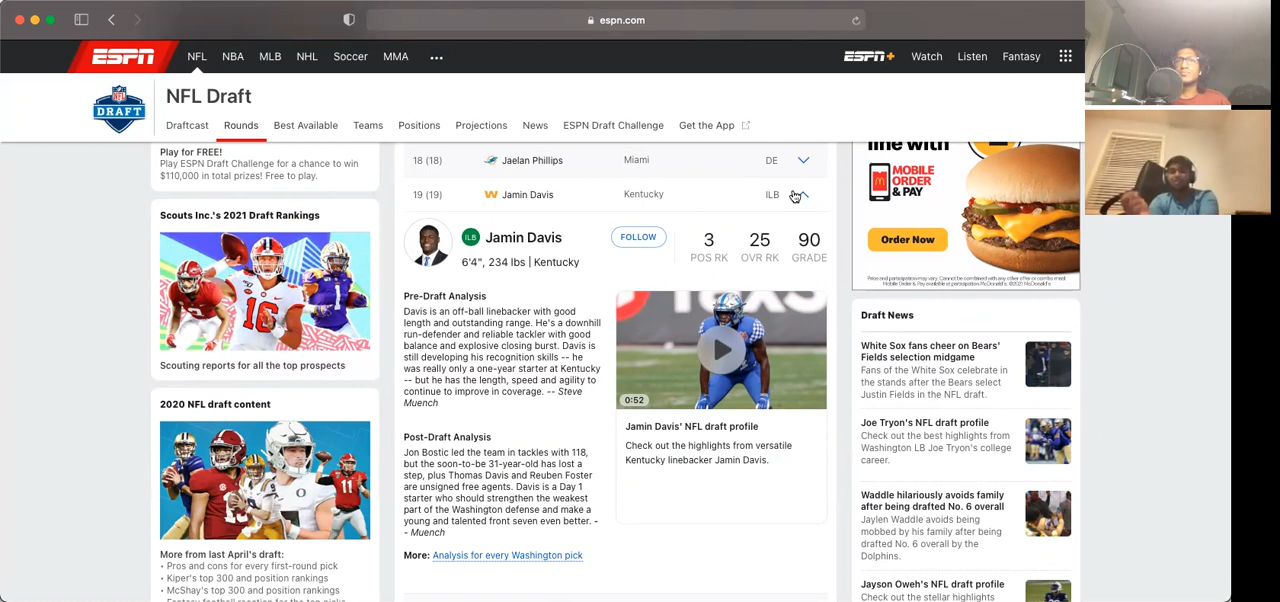 espn.com
ESPN
NFL
NBA
MLB
NHL
Soccer
MMA
ESPN+
Watch
Listen
Fantasy
NFL
DRAFT
NFL Draft
Draftcast
Rounds
Best Available
Teams
Positions
Projections
News
ESPN Draft Challenge
Get the App
Play for FREE!
Play ESPN Draft Challenge for a chance to win
$110,000 in total prizes! Free to play.
Scouts Inc.'s 2021 Draft Rankings
16
Scouting reports for all the top prospects
2020 NFL draft content
11
More from last April's draft:
• Pros and cons for every first-round pick
• Kiper's top 300 and position rankings
• McShay's top 300 and position rankings
18 (18)
Jaelan Phillips
Miami
DE
19 (19)
W
Jamin Davis
Kentucky
ILB
ILB
Jamin Davis
6'4", 234 lbs | Kentucky
FOLLOW
3
POS RK
25
OVR RK
90
GRADE
Pre-Draft Analysis
Davis is an off-ball linebacker with good
length and outstanding range. He's a downhill
run-defender and reliable tackler with good
balance and explosive closing burst. Davis is
still developing his recognition skills -- he
was really only a one-year starter at Kentucky
-- but he has the length, speed and agility to
continue to improve in coverage. -- Steve
Muench
Post-Draft Analysis
Jon Bostic led the team in tackles with 118,
but the soon-to-be 31-year-old has lost a
step, plus Thomas Davis and Reuben Foster
are unsigned free agents. Davis is a Day 1
starter who should strengthen the weakest
part of the Washington defense and make a
young and talented front seven even better. -
- Muench
More: Analysis for every Washington pick
0:52
Jamin Davis' NFL draft profile
Check out the highlights from versatile
Kentucky linebacker Jamin Davis.
line with
MOBILE
ORDER
& PAY
Order Now
Draft News
White Sox fans cheer on Bears'
Fields selection midgame
Fans of the White Sox celebrate in
the stands after the Bears select
Justin Fields in the NFL draft.
Joe Tryon's NFL draft profile
Check out the best highlights from
Washington LB Joe Tryon's college
career.
Waddle hilariously avoids family
after being drafted No. 6 overall
Jaylen Waddle avoids being
mobbed by his family after being
drafted No. 6 overall by the
Dolphins.
Jayson Oweh's NFL draft profile
Check out the stellar highlights